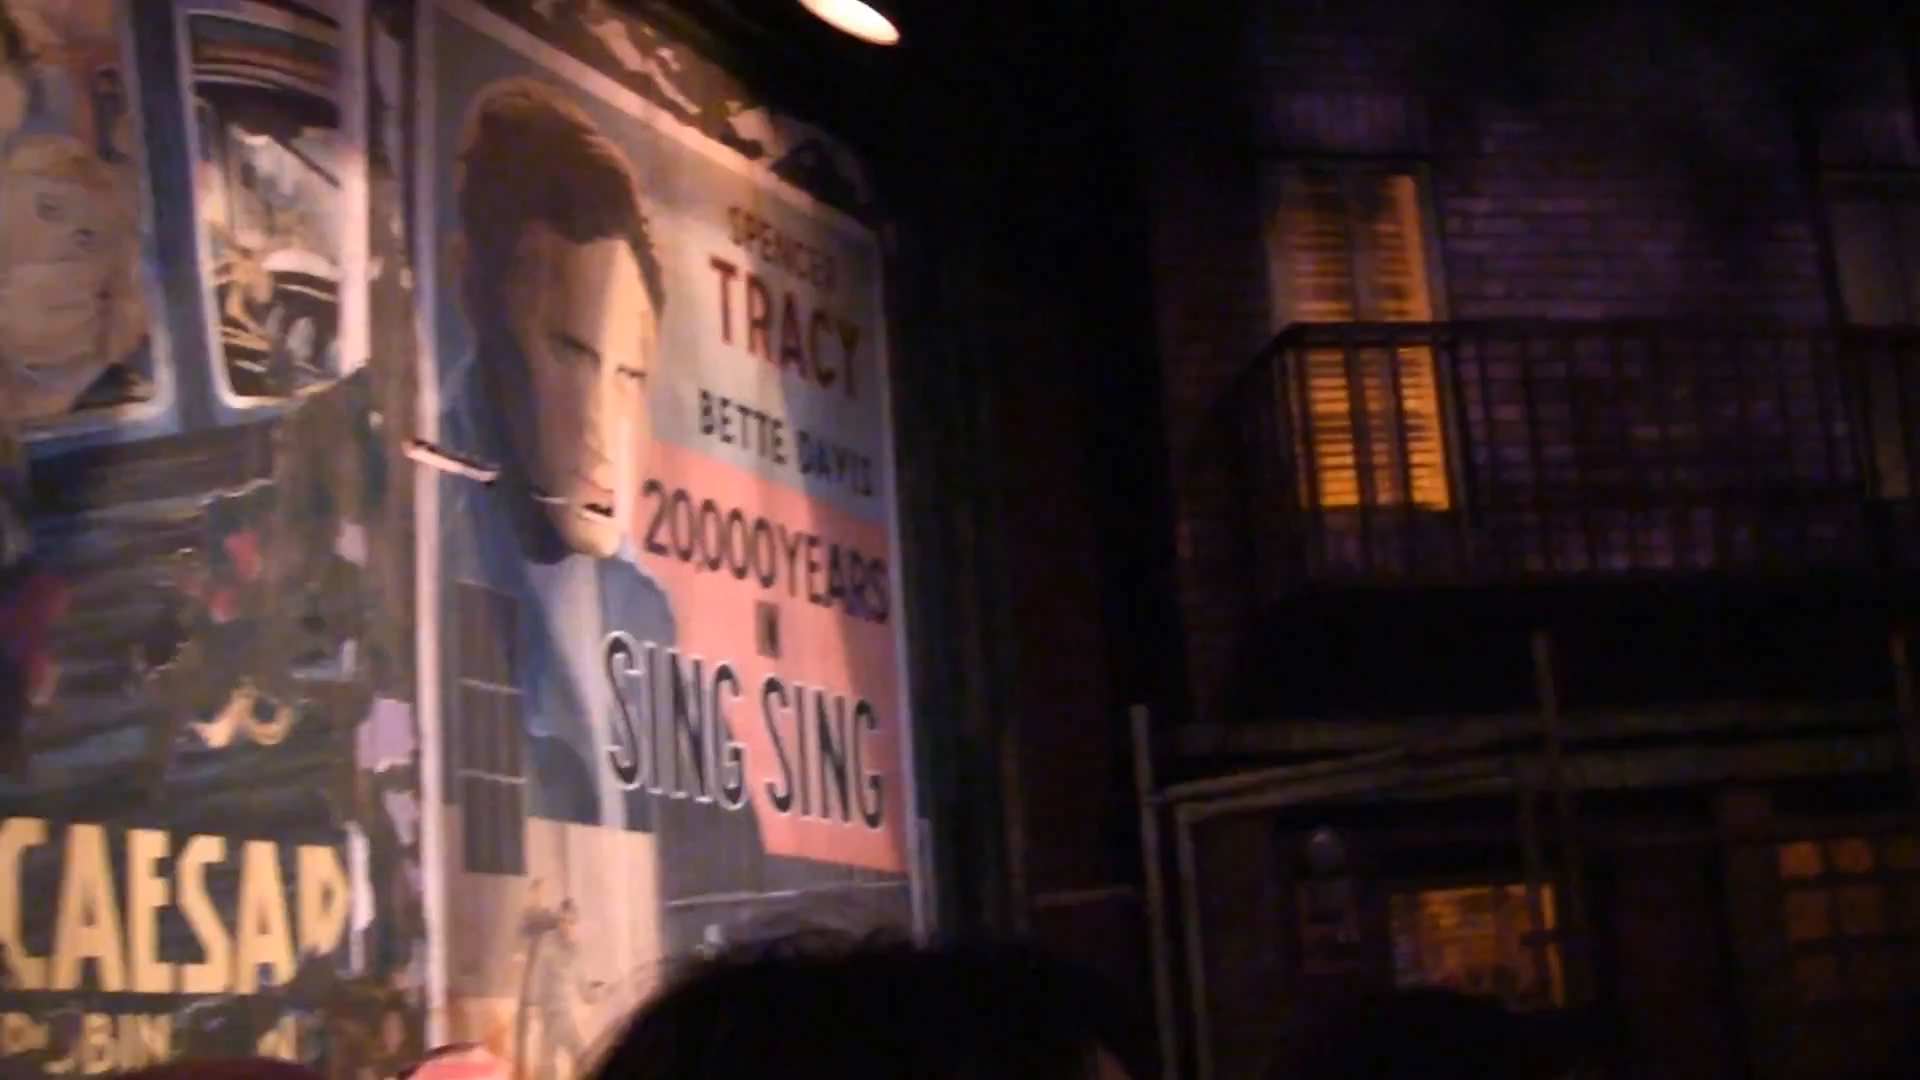 SPENCER
TRACY
BETTE DAVIS
20,000 YEARS
IN
SING SING
CAESAR